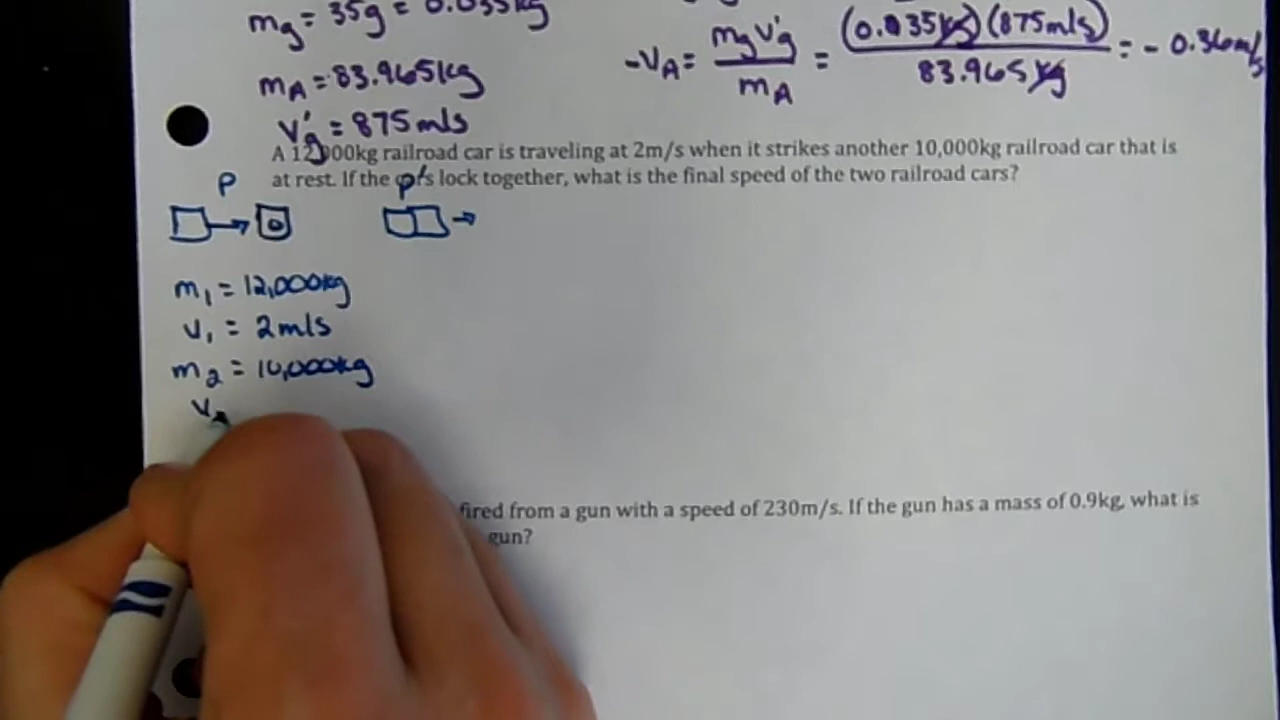 mg = 35g = 0.035kg
mA = 83.965kg
v'g = 875m/s
-VA = mgv'g / mA = (0.035kg)(875m/s) / 83.965kg = - 0.36m/s
A 12,000kg railroad car is traveling at 2m/s when it strikes another 10,000kg railroad car that is
at rest. If the lock together, what is the final speed of the two railroad cars?
P P'
m1 = 12,000kg
v1 = 2m/s
m2 = 10,000kg
v
fired from a gun with a speed of 230m/s. If the gun has a mass of 0.9kg, what is
gun?